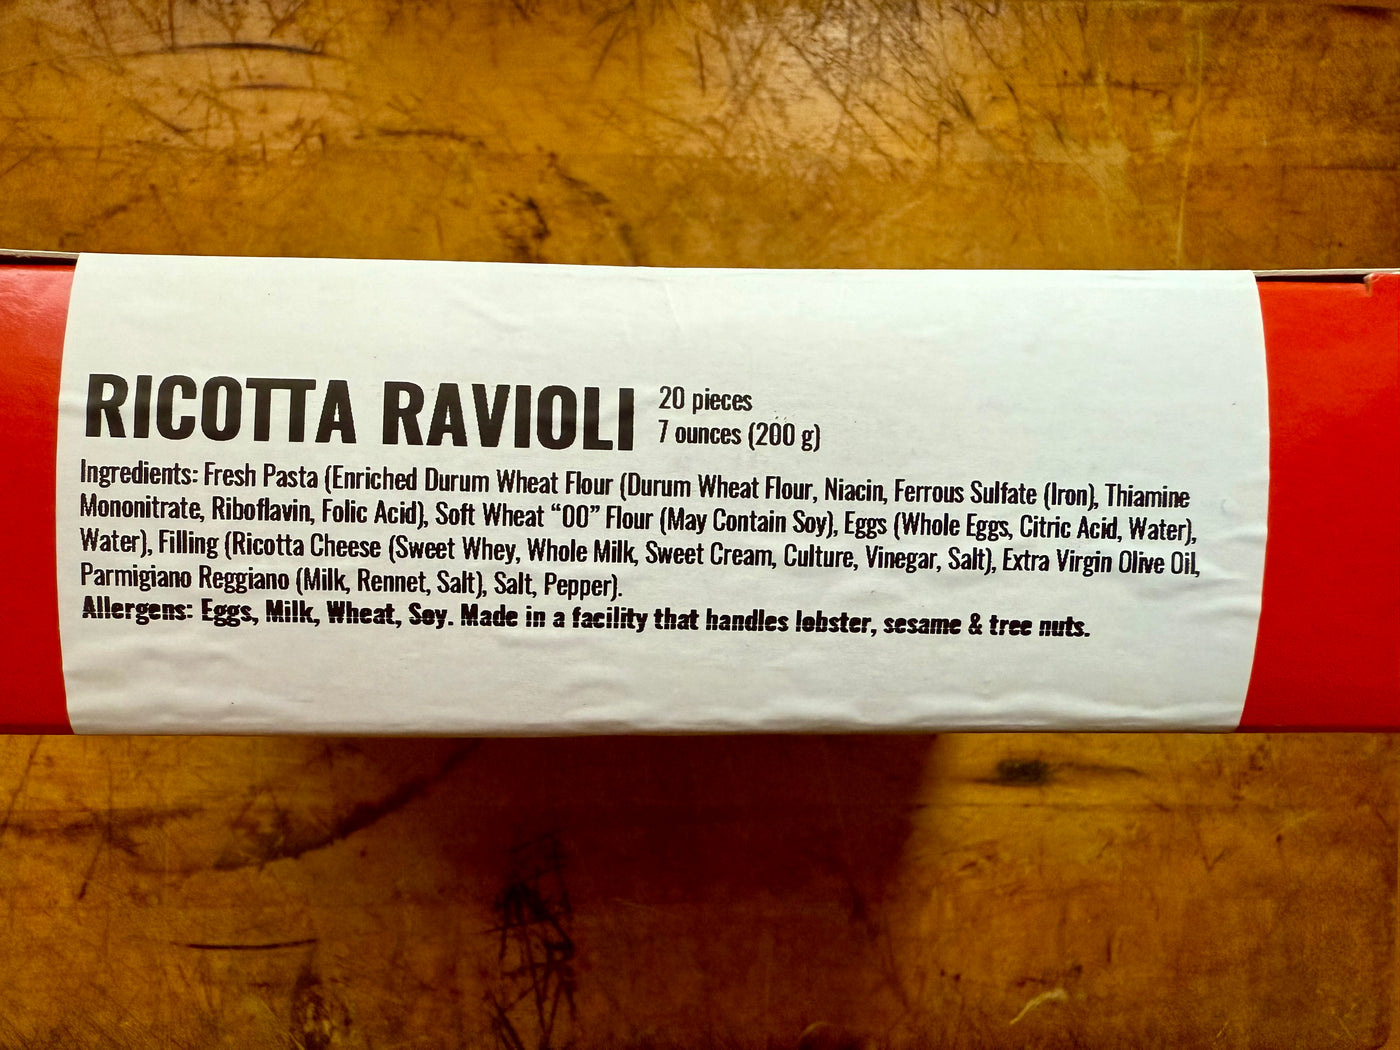 RICOTTA RAVIOLI
20 pieces
7 ounces (200 g)
Ingredients: Fresh Pasta (Enriched Durum Wheat Flour (Durum Wheat Flour, Niacin, Ferrous Sulfate (Iron), Thiamine
Mononitrate, Riboflavin, Folic Acid), Soft Wheat “00” Flour (May Contain Soy), Eggs (Whole Eggs, Citric Acid, Water),
Water), Filling (Ricotta Cheese (Sweet Whey, Whole Milk, Sweet Cream, Culture, Vinegar, Salt), Extra Virgin Olive Oil,
Parmigiano Reggiano (Milk, Rennet, Salt), Salt, Pepper).
Allergens: Eggs, Milk, Wheat, Soy. Made in a facility that handles lobster, sesame & tree nuts.